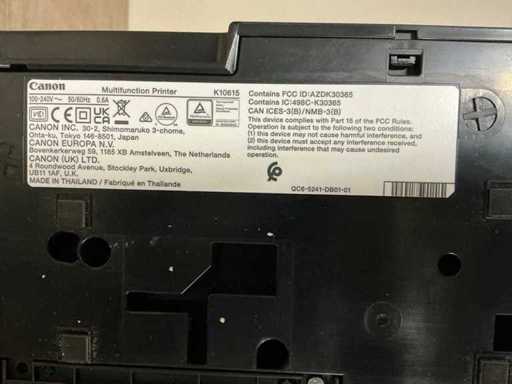 Canon Multifunction Printer K10615
100-240V~ 50/60Hz 0.6A
CANON INC. 30-2, Shimomaruko 3-chome,
Ohta-ku, Tokyo 146-8501, Japan
CANON EUROPA N.V.
Bovenkerkerweg 59, 1185 XB Amstelveen, The Netherlands
CANON (UK) LTD.
4 Roundwood Avenue, Stockley Park, Uxbridge,
UB11 1AF, U.K.
MADE IN THAILAND / Fabriqué en Thaïlande
Contains FCC ID:AZDK30365
Contains IC:498C-K30365
CAN ICES-3(B)/NMB-3(B)
This device complies with Part 15 of the FCC Rules.
Operation is subject to the following two conditions:
(1) this device may not cause harmful
interference, and (2) this device must
accept any interference received,
including interference that may cause
undesired operation.
QC6-5241-DB01-01